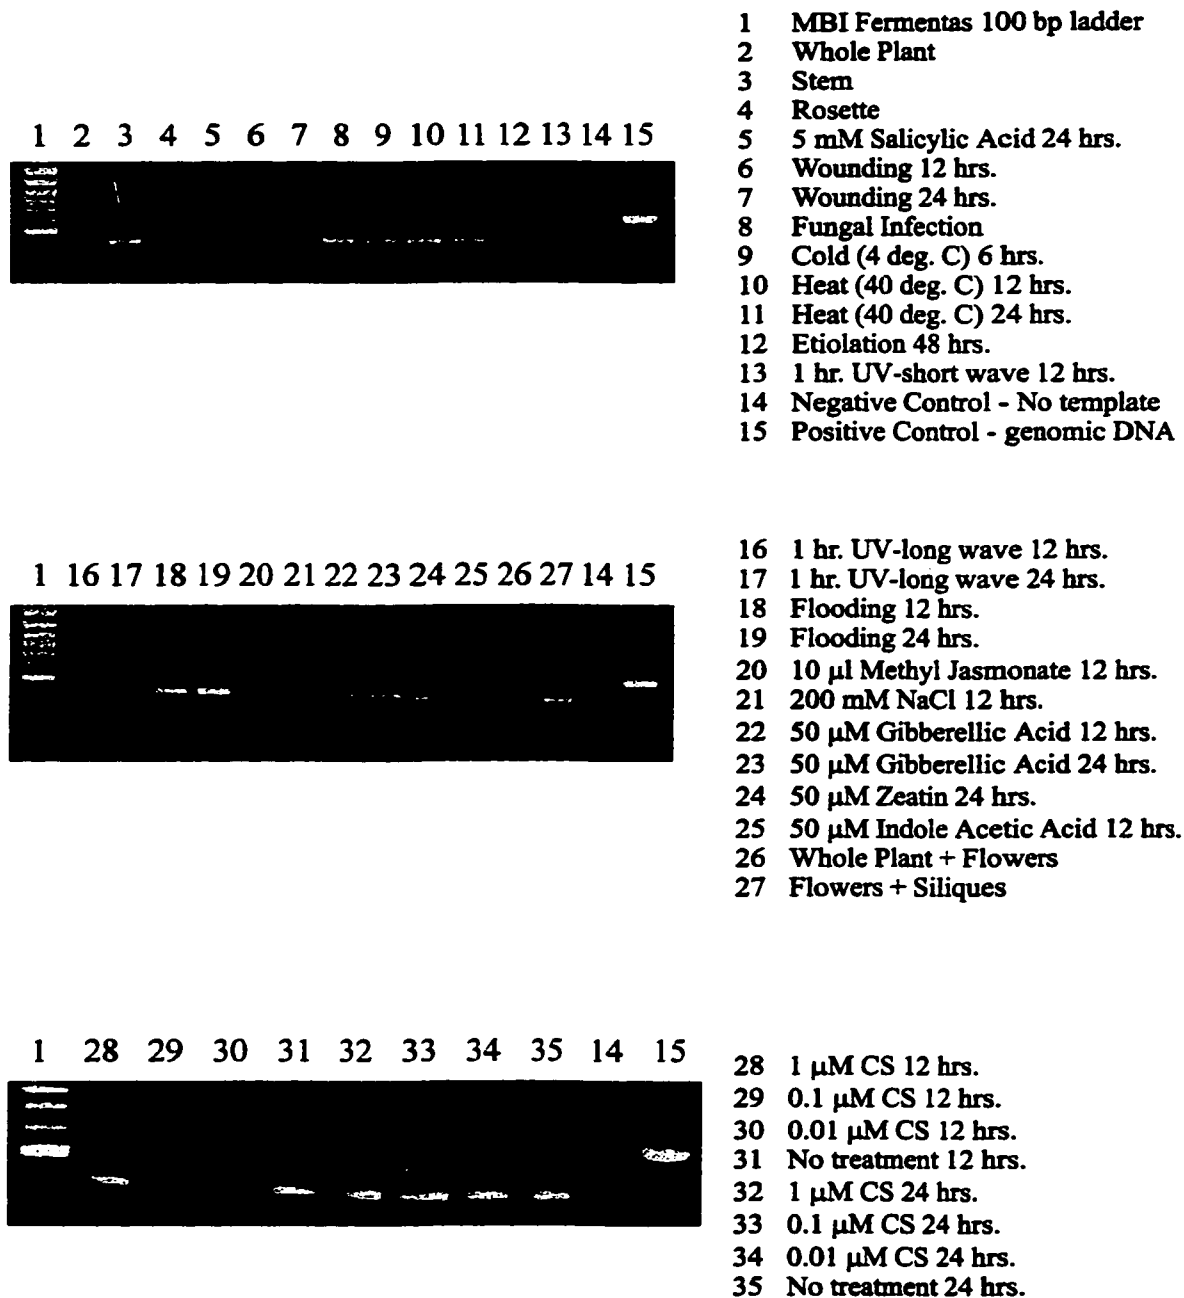 1 MBI Fermentas 100 bp ladder
2 Whole Plant
3 Stem
4 Rosette
5 5 mM Salicylic Acid 24 hrs.
6 Wounding 12 hrs.
7 Wounding 24 hrs.
8 Fungal Infection
9 Cold (4 deg. C) 6 hrs.
10 Heat (40 deg. C) 12 hrs.
11 Heat (40 deg. C) 24 hrs.
12 Etiolation 48 hrs.
13 1 hr. UV-short wave 12 hrs.
14 Negative Control - No template
15 Positive Control - genomic DNA
1 2 3 4 5 6 7 8 9 10 11 12 13 14 15
16 1 hr. UV-long wave 12 hrs.
17 1 hr. UV-long wave 24 hrs.
18 Flooding 12 hrs.
19 Flooding 24 hrs.
20 10 µl Methyl Jasmonate 12 hrs.
21 200 mM NaCl 12 hrs.
22 50 µM Gibberellic Acid 12 hrs.
23 50 µM Gibberellic Acid 24 hrs.
24 50 µM Zeatin 24 hrs.
25 50 µM Indole Acetic Acid 12 hrs.
26 Whole Plant + Flowers
27 Flowers + Siliques
1 16 17 18 19 20 21 22 23 24 25 26 27 14 15
1 28 29 30 31 32 33 34 35 14 15
28 1 µM CS 12 hrs.
29 0.1 µM CS 12 hrs.
30 0.01 µM CS 12 hrs.
31 No treatment 12 hrs.
32 1 µM CS 24 hrs.
33 0.1 µM CS 24 hrs.
34 0.01 µM CS 24 hrs.
35 No treatment 24 hrs.